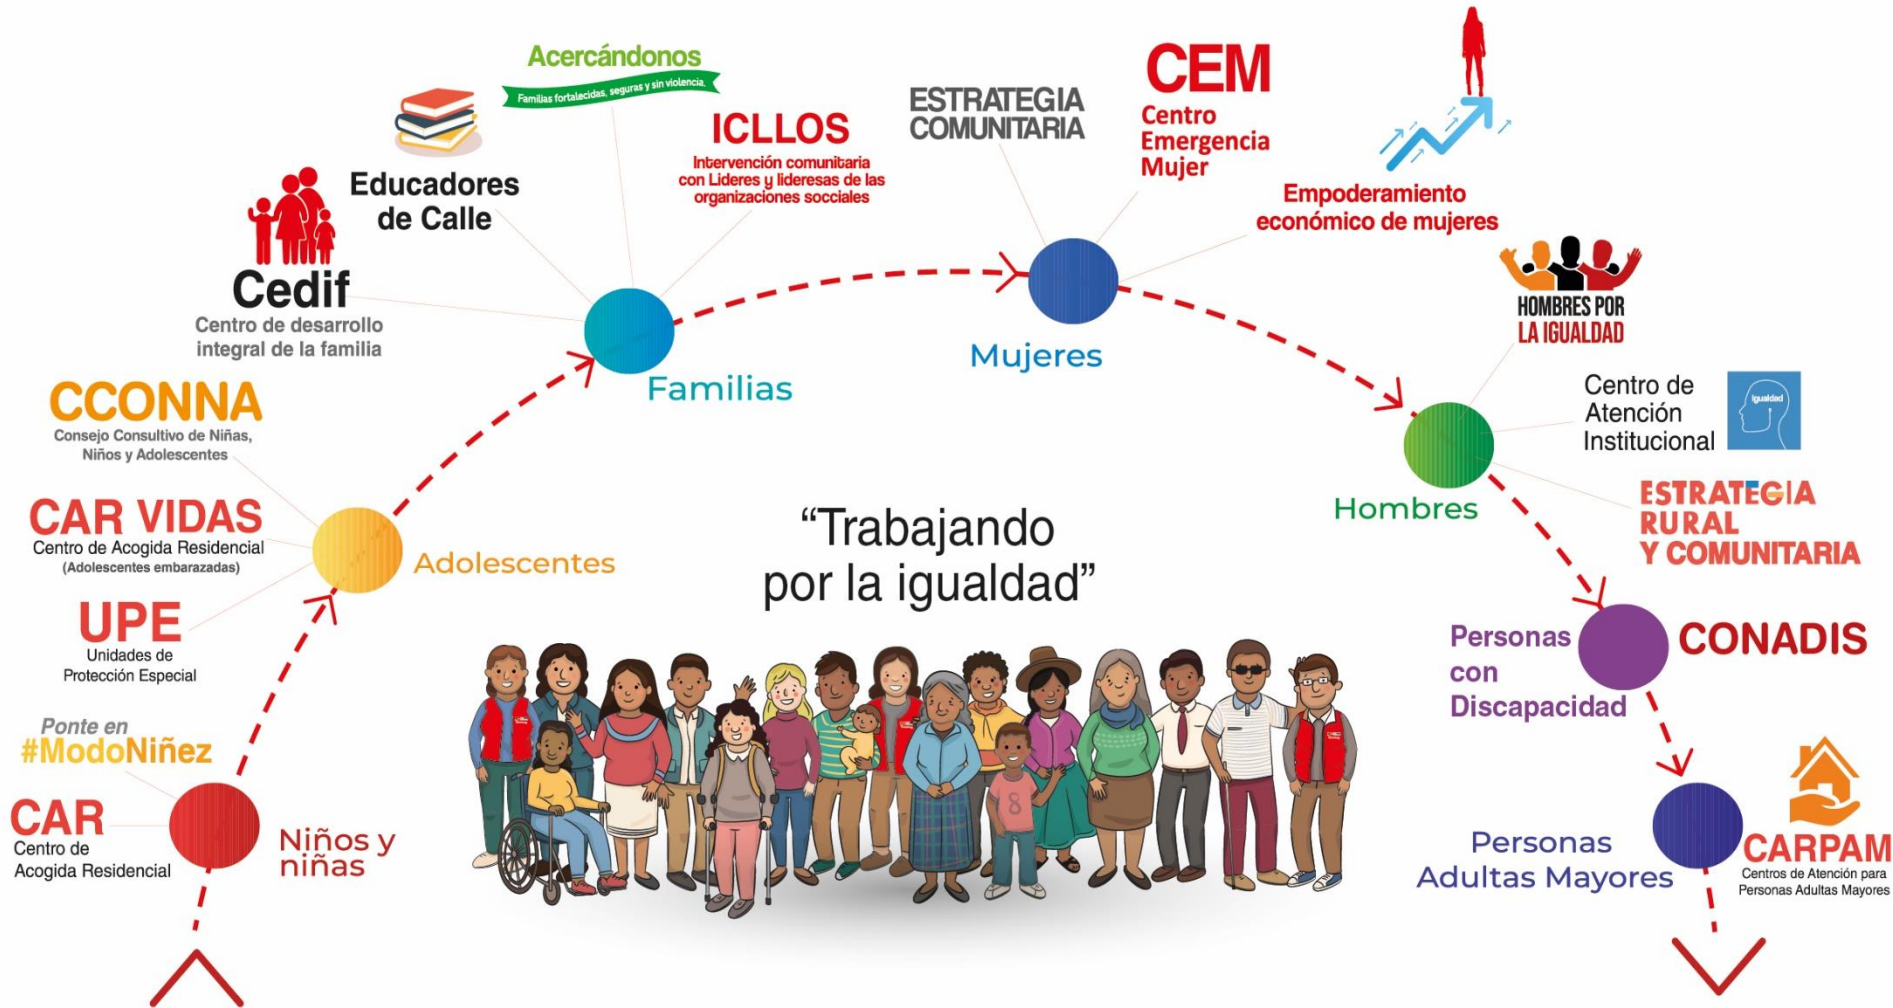 Acercándonos
Familias fortalecidas, seguras y sin violencia.
Educadores
de Calle
ICLLOS
Intervención comunitaria
con Lideres y lideresas de las
organizaciones socciales
Cedif
Centro de desarrollo
integral de la familia
Familias
ESTRATEGIA
COMUNITARIA
CEM
Centro
Emergencia
Mujer
Empoderamiento
económico de mujeres
Mujeres
HOMBRES POR
LA IGUALDAD
Centro de
Atención
Institucional
Igualdad
ESTRATEGIA
RURAL
Y COMUNITARIA
Hombres
CCONNA
Consejo Consultivo de Niñas,
Niños y Adolescentes
CAR VIDAS
Centro de Acogida Residencial
(Adolescentes embarazadas)
UPE
Unidades de
Protección Especial
Adolescentes
"Trabajando
por la igualdad"
Personas
con
Discapacidad
CONADIS
Ponte en
#ModoNiñez
CAR
Centro de
Acogida Residencial
Niños y
niñas
8
Personas
Adultas Mayores
CARPAM
Centros de Atención para
Personas Adultas Mayores